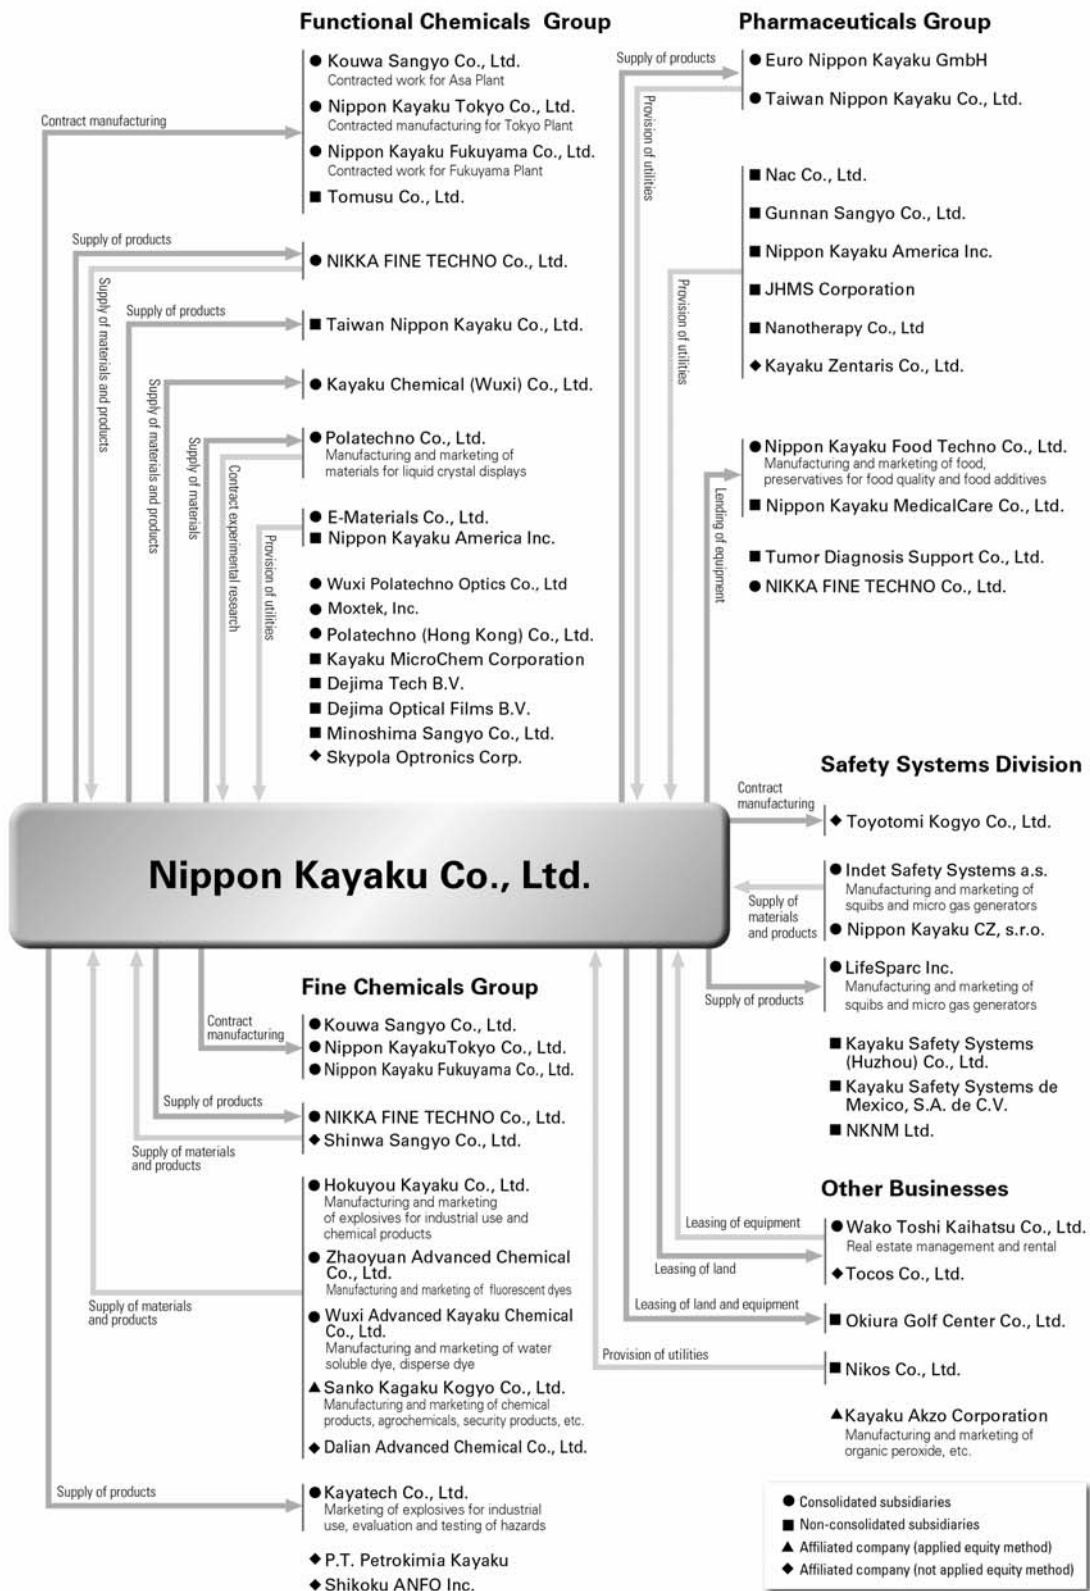 Functional Chemicals Group
● Kouwa Sangyo Co., Ltd.
Contracted work for Asa Plant
● Nippon Kayaku Tokyo Co., Ltd.
Contracted manufacturing for Tokyo Plant
● Nippon Kayaku Fukuyama Co., Ltd.
Contracted work for Fukuyama Plant
■ Tomusu Co., Ltd.
Contract manufacturing
Supply of products
● NIKKA FINE TECHNO Co., Ltd.
Supply of materials and products
Supply of products
■ Taiwan Nippon Kayaku Co., Ltd.
● Kayaku Chemical (Wuxi) Co., Ltd.
Supply of materials and products
● Polatechno Co., Ltd.
Manufacturing and marketing of
materials for liquid crystal displays
Supply of materials
Contract experimental research
● E-Materials Co., Ltd.
■ Nippon Kayaku America Inc.
Provision of utilities
● Wuxi Polatechno Optics Co., Ltd
● Moxtek, Inc.
● Polatechno (Hong Kong) Co., Ltd.
■ Kayaku MicroChem Corporation
■ Dejima Tech B.V.
■ Dejima Optical Films B.V.
■ Minoshima Sangyo Co., Ltd.
◆ Skypola Optronics Corp.
Pharmaceuticals Group
Supply of products
● Euro Nippon Kayaku GmbH
● Taiwan Nippon Kayaku Co., Ltd.
Provision of utilities
■ Nac Co., Ltd.
■ Gunnan Sangyo Co., Ltd.
■ Nippon Kayaku America Inc.
■ JHMS Corporation
■ Nanotherapy Co., Ltd
◆ Kayaku Zentaris Co., Ltd.
Provision of utilities
● Nippon Kayaku Food Techno Co., Ltd.
Manufacturing and marketing of food,
preservatives for food quality and food additives
■ Nippon Kayaku MedicalCare Co., Ltd.
Lending of equipment
■ Tumor Diagnosis Support Co., Ltd.
● NIKKA FINE TECHNO Co., Ltd.
Nippon Kayaku Co., Ltd.
Safety Systems Division
Contract
manufacturing
◆ Toyotomi Kogyo Co., Ltd.
● Indet Safety Systems a.s.
Manufacturing and marketing of
squibs and micro gas generators
● Nippon Kayaku CZ, s.r.o.
Supply of
materials
and products
● LifeSparc Inc.
Manufacturing and marketing of
squibs and micro gas generators
Supply of products
■ Kayaku Safety Systems
(Huzhou) Co., Ltd.
■ Kayaku Safety Systems de
Mexico, S.A. de C.V.
■ NKNM Ltd.
Fine Chemicals Group
Contract
manufacturing
● Kouwa Sangyo Co., Ltd.
● Nippon KayakuTokyo Co., Ltd.
● Nippon Kayaku Fukuyama Co., Ltd.
Supply of products
● NIKKA FINE TECHNO Co., Ltd.
◆ Shinwa Sangyo Co., Ltd.
Supply of materials
and products
● Hokuyou Kayaku Co., Ltd.
Manufacturing and marketing
of explosives for industrial use and
chemical products
● Zhaoyuan Advanced Chemical
Co., Ltd.
Manufacturing and marketing of fluorescent dyes
● Wuxi Advanced Kayaku Chemical
Co., Ltd.
Manufacturing and marketing of water
soluble dye, disperse dye
▲ Sanko Kagaku Kogyo Co., Ltd.
Manufacturing and marketing of chemical
products, agrochemicals, security products, etc.
◆ Dalian Advanced Chemical Co., Ltd.
Supply of materials
and products
Supply of products
● Kayatech Co., Ltd.
Marketing of explosives for industrial
use, evaluation and testing of hazards
◆ P.T. Petrokimia Kayaku
◆ Shikoku ANFO Inc.
Other Businesses
Leasing of equipment
● Wako Toshi Kaihatsu Co., Ltd.
Real estate management and rental
Leasing of land
◆ Tocos Co., Ltd.
Leasing of land and equipment
■ Okiura Golf Center Co., Ltd.
Provision of utilities
■ Nikos Co., Ltd.
▲ Kayaku Akzo Corporation
Manufacturing and marketing of
organic peroxide, etc.
● Consolidated subsidiaries
■ Non-consolidated subsidiaries
▲ Affiliated company (applied equity method)
◆ Affiliated company (not applied equity method)